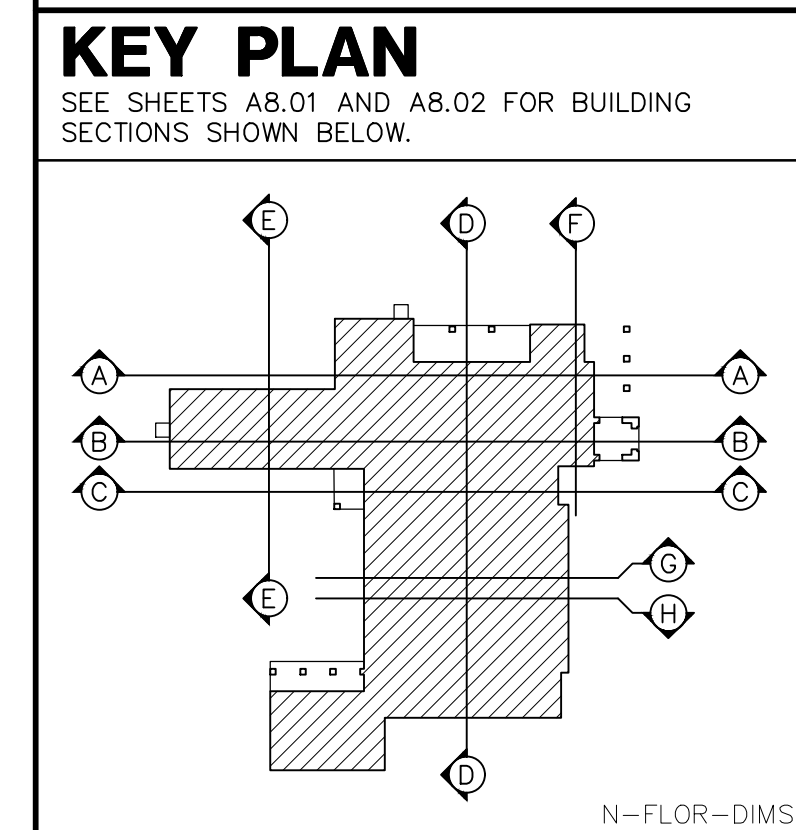 KEY PLAN
SEE SHEETS A8.01 AND A8.02 FOR BUILDING
SECTIONS SHOWN BELOW.
E
D
F
A
A
B
B
C
C
G
E
H
D
N-FLOR-DIMS